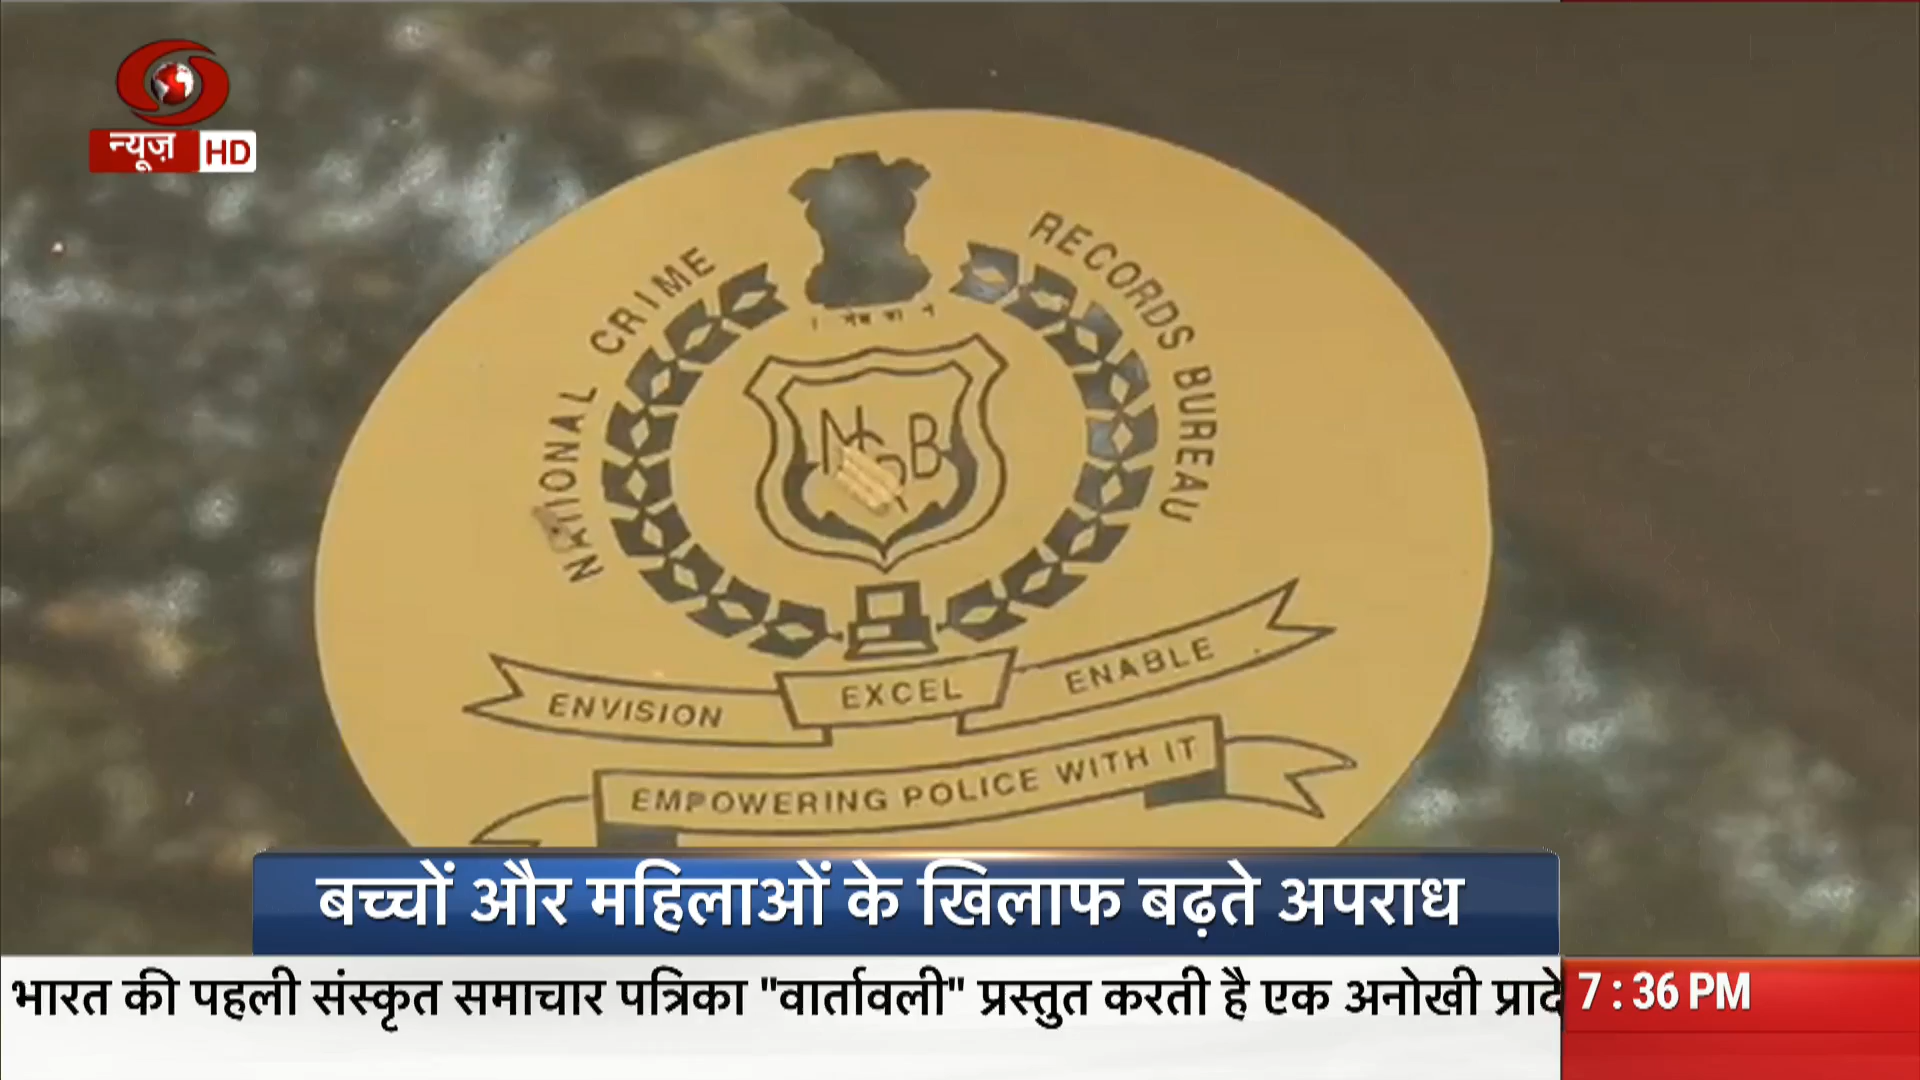 न्यूज़ HD
NATIONAL CRIME RECORDS BUREAU
NCRB
ENVISION EXCEL ENABLE
EMPOWERING POLICE WITH IT
बच्चों और महिलाओं के खिलाफ बढ़ते अपराध
भारत की पहली संस्कृत समाचार पत्रिका "वार्तावली" प्रस्तुत करती है एक अनोखी
7 : 36 PM